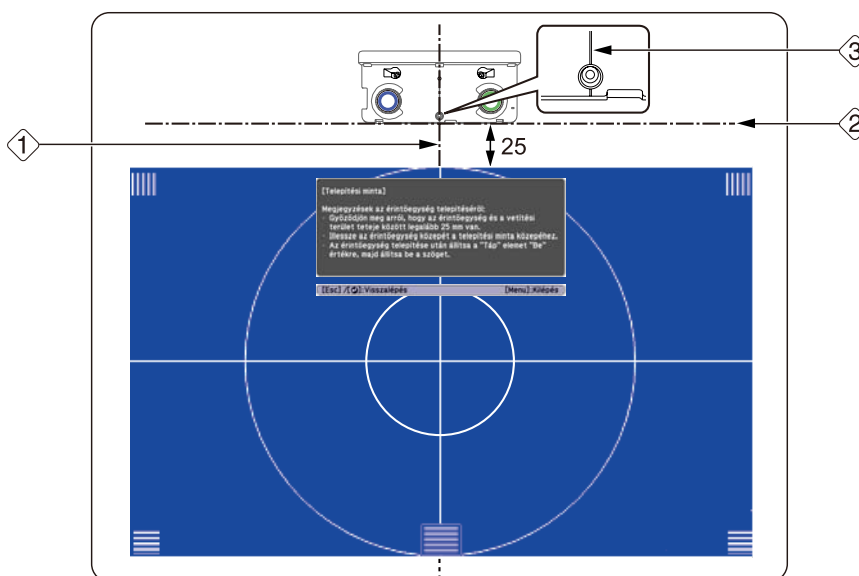 3
2
1
25
[Telepítési minta]
Megjegyzések az érintőegység telepítéséről:
- Győződjön meg arról, hogy az érintőegység és a vetítési
terület teteje között legalább 25 mm van.
- Illessze az érintőegység közepét a telepítési minta közepéhez.
- Az érintőegység telepítése után állítsa a "Táp" elemet "Be"
értékre, majd állítsa be a szöget.
[Esc] /[⮌]:Visszalépés [Menu]:Kilépés